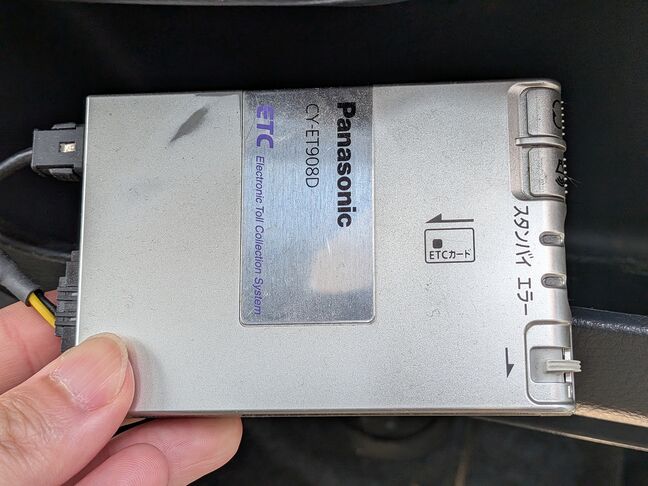 Panasonic
CY-ET908D
ETC Electronic Toll Collection System
ETCカード
スタンバイ エラー